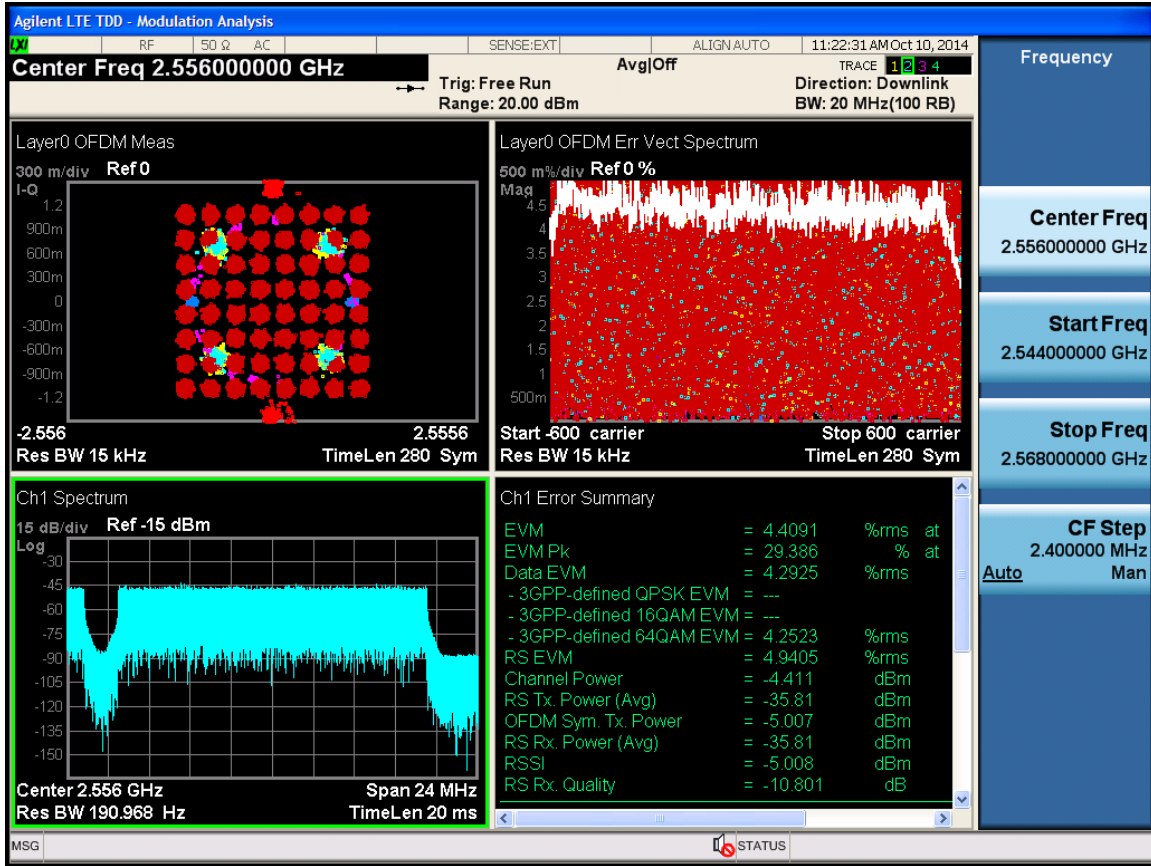 Agilent LTE TDD - Modulation Analysis
LXI RF 50 Ω AC SENSE:EXT ALIGN AUTO 11:22:31 AM Oct 10, 2014
Center Freq 2.556000000 GHz
Avg|Off
TRACE 1 2 3 4
Trig: Free Run
Direction: Downlink
Range: 20.00 dBm
BW: 20 MHz(100 RB)
Layer0 OFDM Meas
300 m/div Ref 0
I-Q
1.2
900m
600m
300m
0
-300m
-600m
-900m
-1.2
-2.556 2.5556
Res BW 15 kHz TimeLen 280 Sym
Layer0 OFDM Err Vect Spectrum
500 m%/div Ref 0 %
Mag
4.5
4
3.5
3
2.5
2
1.5
1
500m
Start -600 carrier Stop 600 carrier
Res BW 15 kHz TimeLen 280 Sym
Ch1 Spectrum
15 dB/div Ref -15 dBm
Log
-30
-45
-60
-75
-90
-105
-120
-135
-150
Center 2.556 GHz Span 24 MHz
Res BW 190.968 Hz TimeLen 20 ms
Ch1 Error Summary
EVM = 4.4091 %rms at
EVM Pk = 29.386 % at
Data EVM = 4.2925 %rms
- 3GPP-defined QPSK EVM = ---
- 3GPP-defined 16QAM EVM = ---
- 3GPP-defined 64QAM EVM = 4.2523 %rms
RS EVM = 4.9405 %rms
Channel Power = -4.411 dBm
RS Tx. Power (Avg) = -35.81 dBm
OFDM Sym. Tx. Power = -5.007 dBm
RS Rx. Power (Avg) = -35.81 dBm
RSSI = -5.008 dBm
RS Rx. Quality = -10.801 dB
Frequency
Center Freq
2.556000000 GHz
Start Freq
2.544000000 GHz
Stop Freq
2.568000000 GHz
CF Step
2.400000 MHz
Auto Man
MSG STATUS